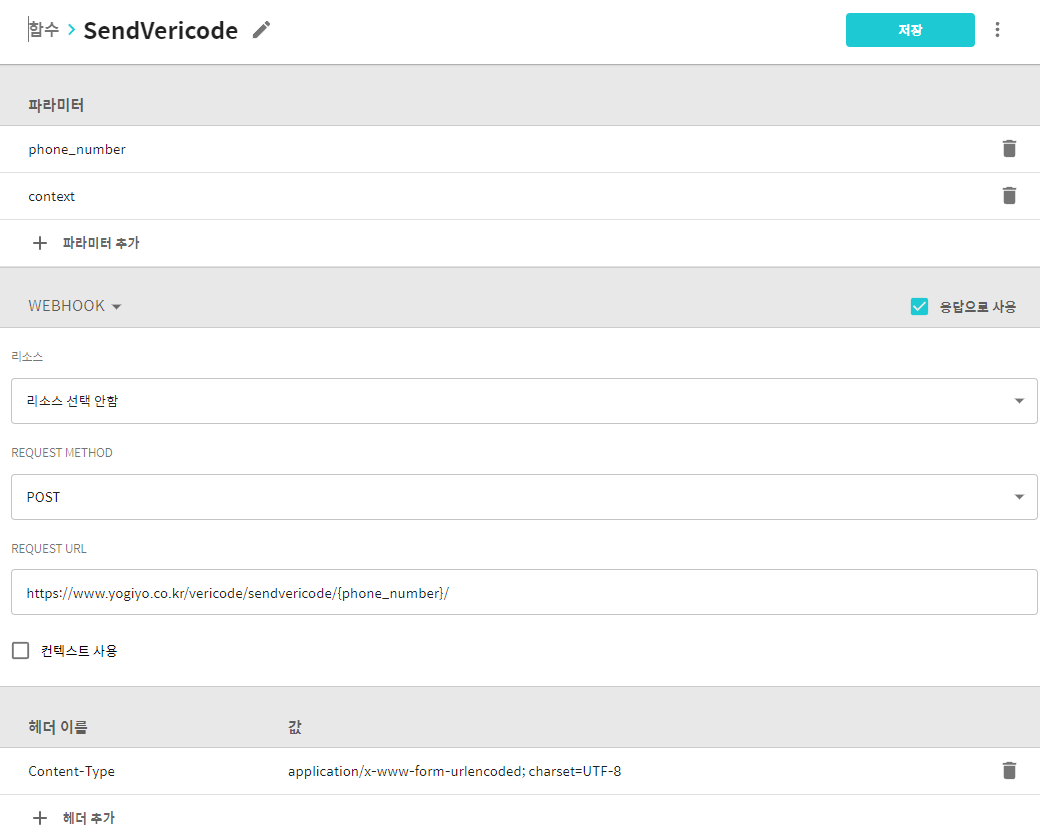 함수 > SendVericode
저장
파라미터
phone_number
context
+ 파라미터 추가
WEBHOOK
응답으로 사용
리소스
리소스 선택 안함
REQUEST METHOD
POST
REQUEST URL
https://www.yogiyo.co.kr/vericode/sendvericode/{phone_number}/
컨텍스트 사용
헤더 이름 값
Content-Type application/x-www-form-urlencoded; charset=UTF-8
+ 헤더 추가